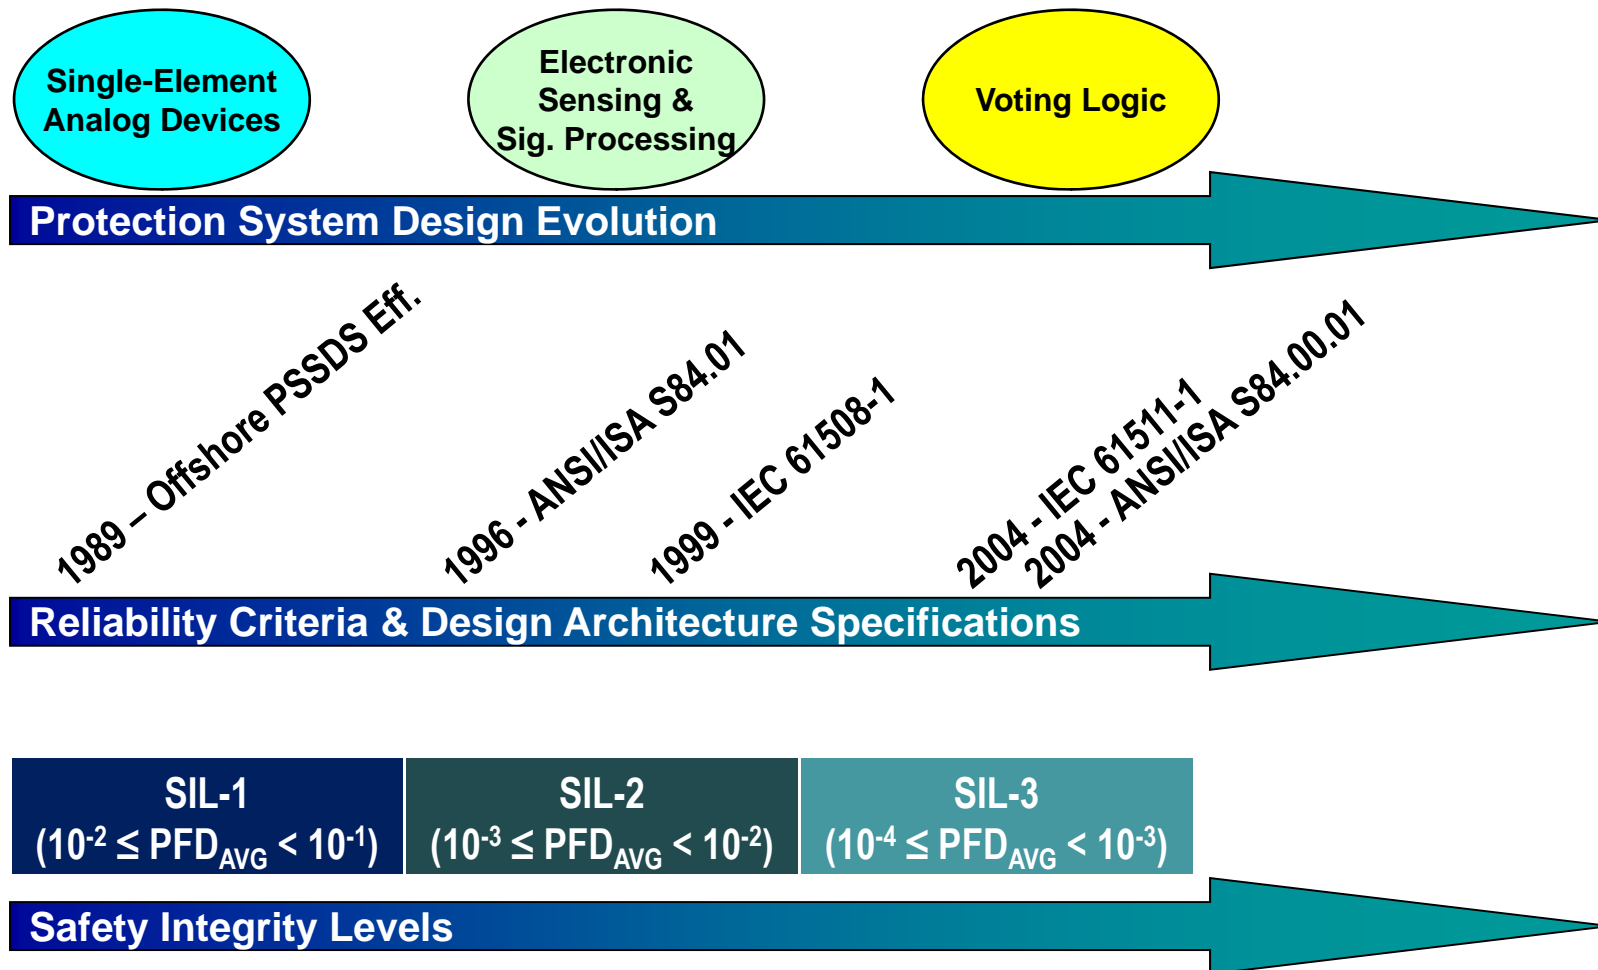 Single-Element
Analog Devices
Electronic
Sensing &
Sig. Processing
Voting Logic
Protection System Design Evolution
1989 – Offshore PSSDS Eff.
1996 - ANSI/ISA S84.01
1999 - IEC 61508-1
2004 - IEC 61511-1
2004 - ANSI/ISA S84.00.01
Reliability Criteria & Design Architecture Specifications
SIL-1
(10⁻² ≤ PFD_AVG < 10⁻¹)
SIL-2
(10⁻³ ≤ PFD_AVG < 10⁻²)
SIL-3
(10⁻⁴ ≤ PFD_AVG < 10⁻³)
Safety Integrity Levels